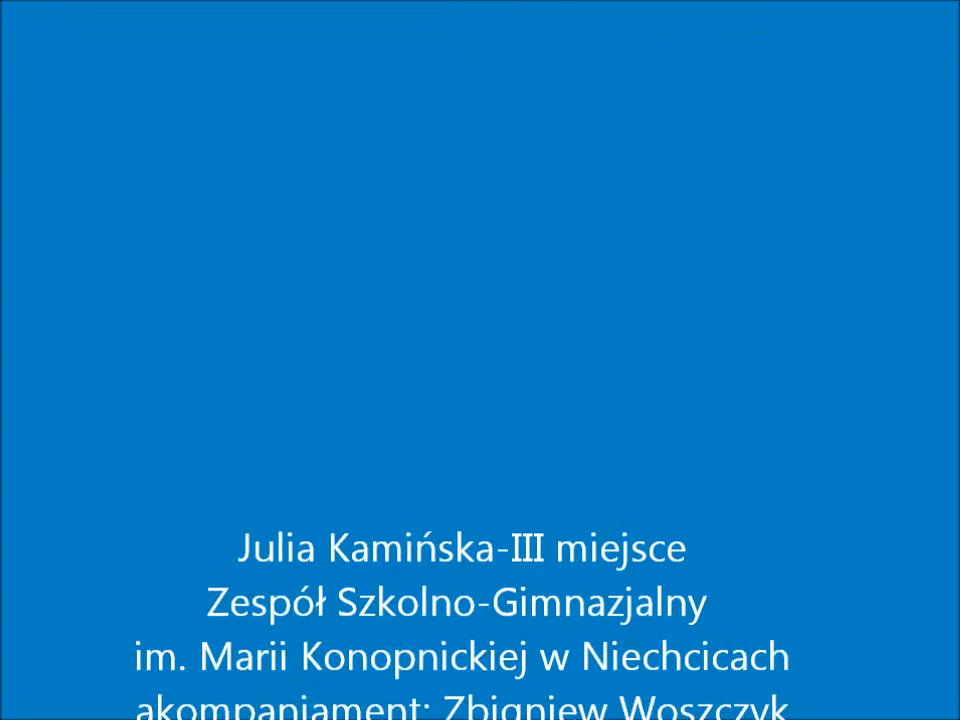 Julia Kamińska-III miejsce
Zespół Szkolno-Gimnazjalny
im. Marii Konopnickiej w Niechcicach
akompaniament: Zbigniew Woszczyk